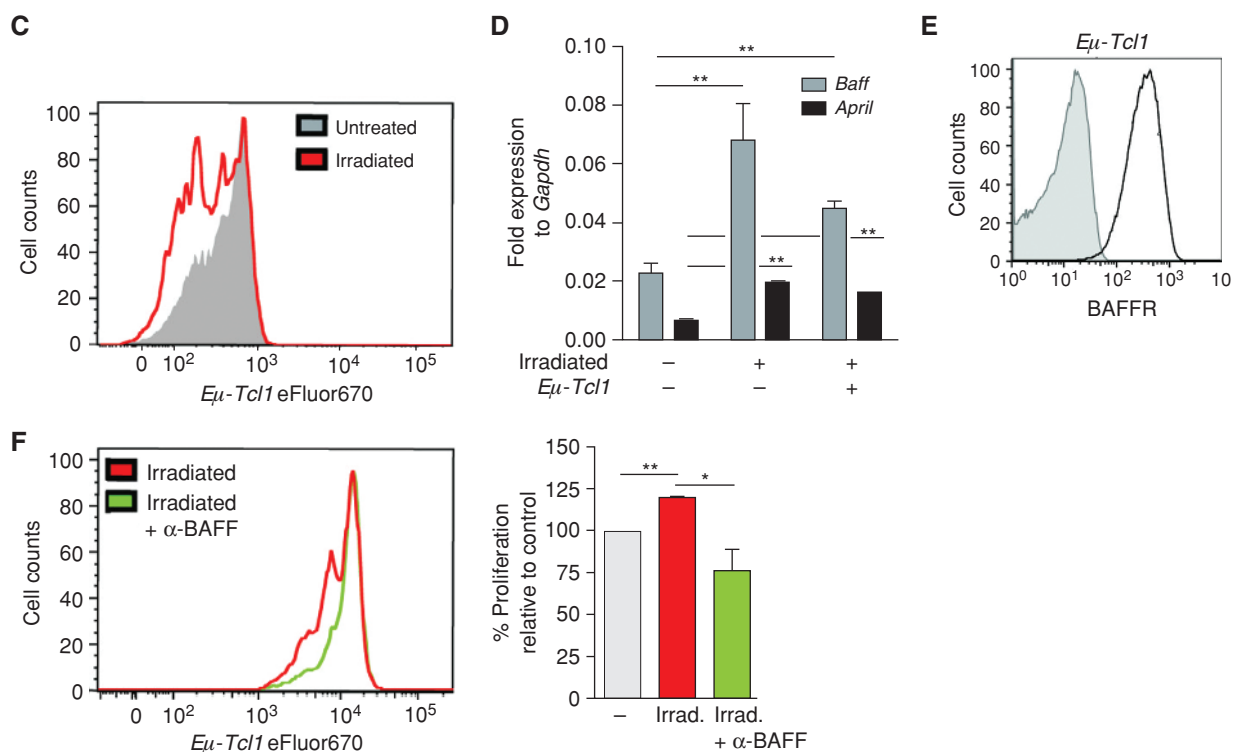 C
100
80
60
40
20
0
Cell counts
Untreated
Irradiated
0 10² 10³ 10⁴ 10⁵
Eμ-Tcl1 eFluor670
D
0.10
0.08
0.06
0.04
0.02
0.00
Fold expression
to Gapdh
**
**
**
**
Baff
April
Irradiated – + +
Eμ-Tcl1 – – +
E
Eμ-Tcl1
100
80
60
40
20
0
Cell counts
10⁰ 10¹ 10² 10³ 10
BAFFR
F
100
80
60
40
20
0
Cell counts
Irradiated
Irradiated
+ α-BAFF
0 10² 10³ 10⁴ 10⁵
Eμ-Tcl1 eFluor670
150
125
100
75
50
25
0
% Proliferation
relative to control
**
*
– Irrad. Irrad.
+ α-BAFF